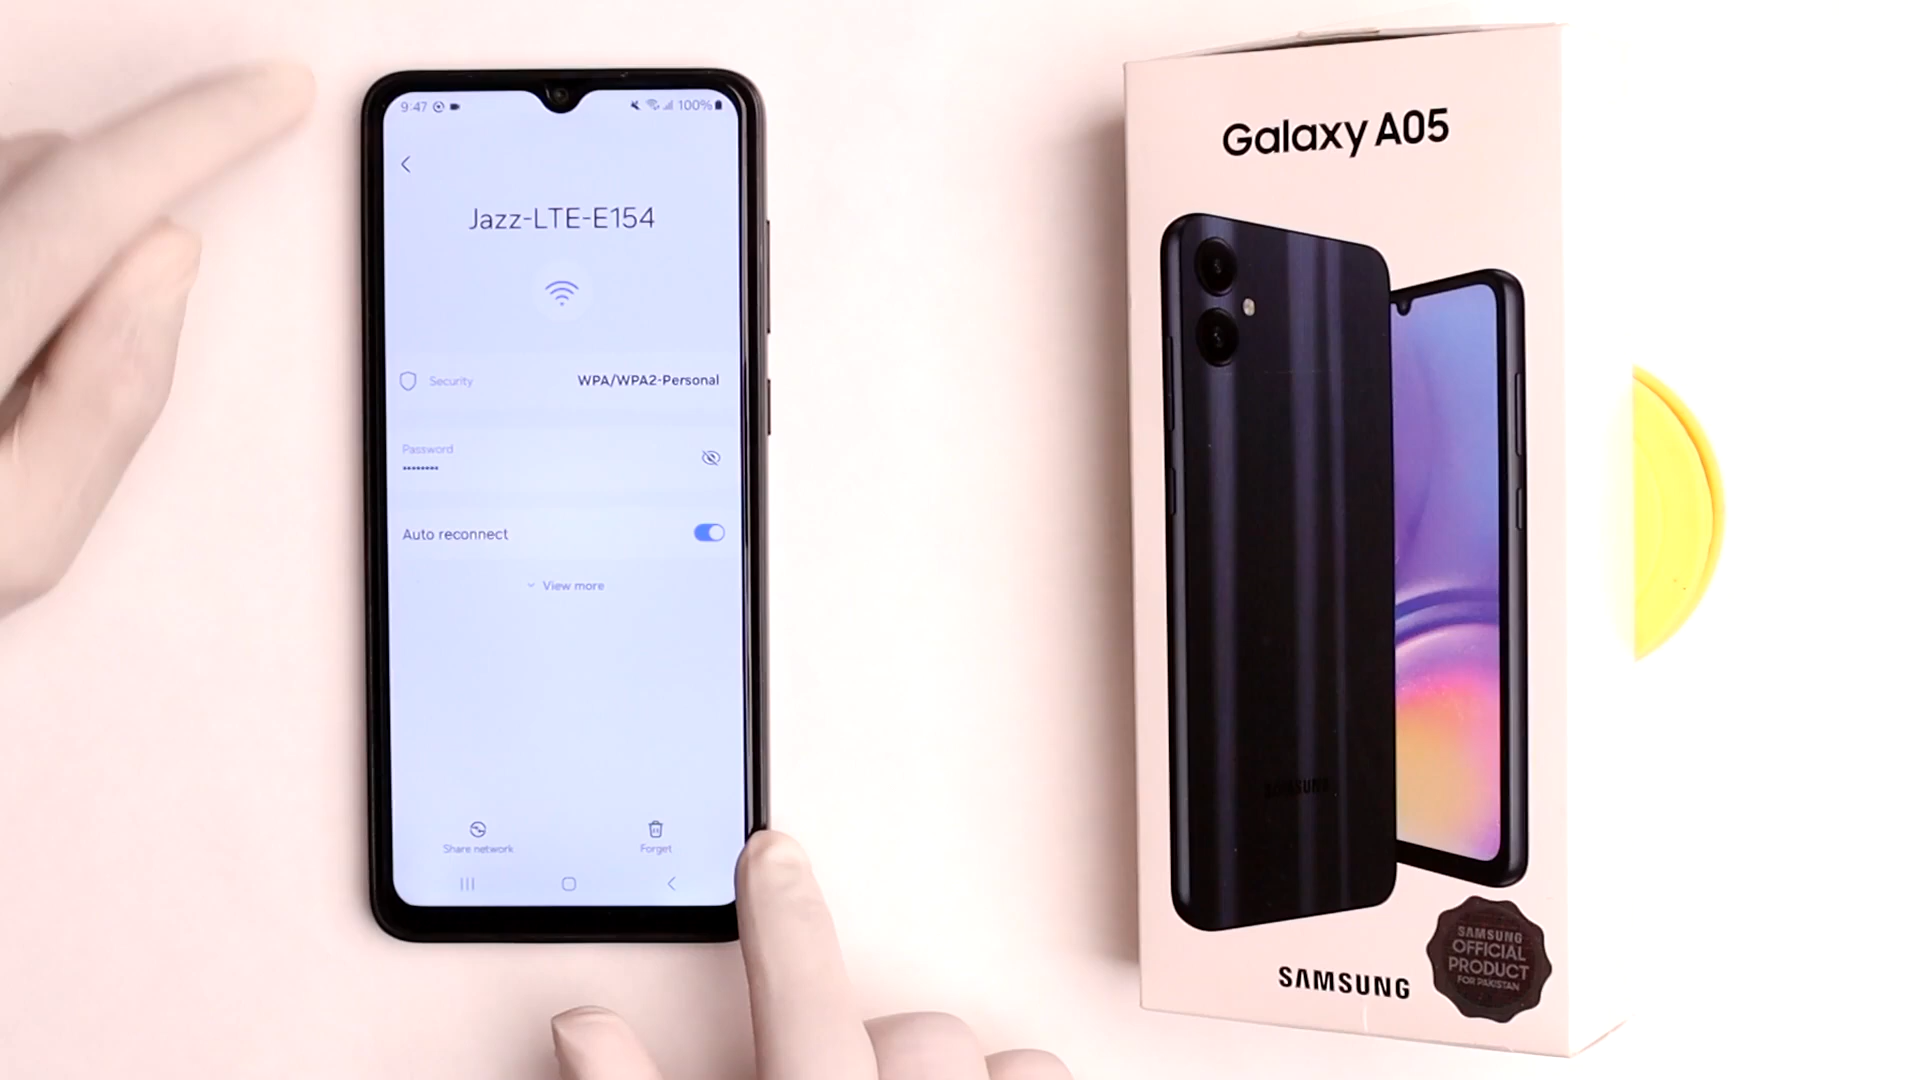 9:47
100%
Jazz-LTE-E154
Security
WPA/WPA2-Personal
Password
••••••••
Auto reconnect
View more
Share network
Forget
Galaxy A05
SAMSUNG
SAMSUNG
SAMSUNG
OFFICIAL
PRODUCT
FOR PAKISTAN